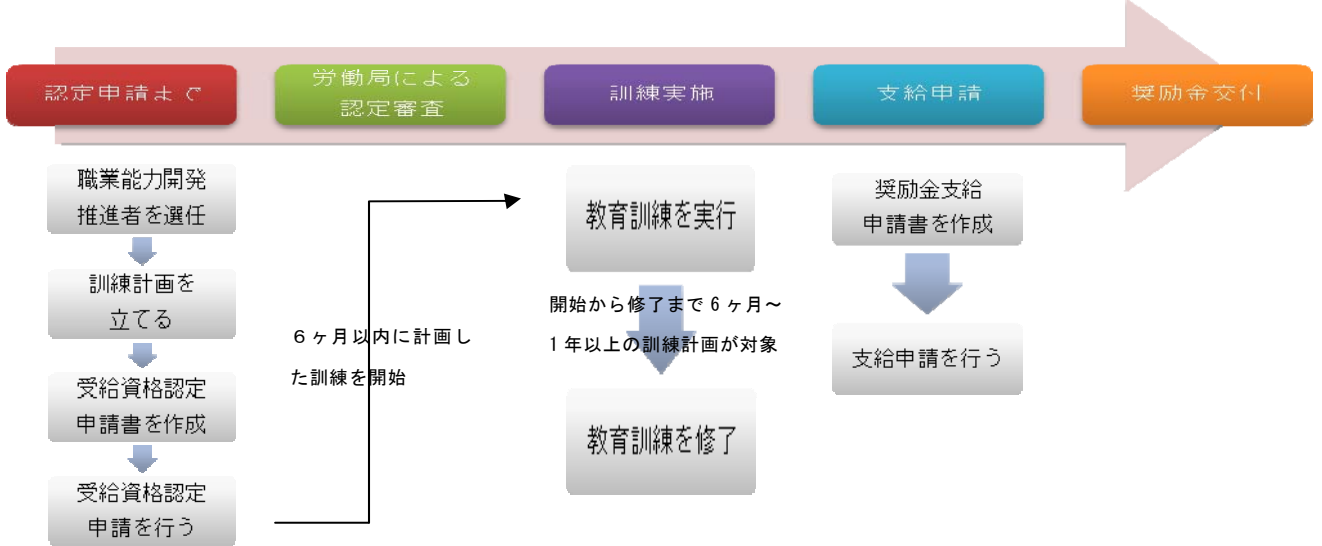 認定申請まで
労働局による
認定審査
訓練実施
支給申請
奨励金交付
職業能力開発
推進者を選任
訓練計画を
立てる
受給資格認定
申請書を作成
受給資格認定
申請を行う
６ヶ月以内に計画し
た訓練を開始
教育訓練を実行
開始から修了まで６ヶ月～
1年以上の訓練計画が対象
教育訓練を修了
奨励金支給
申請書を作成
支給申請を行う